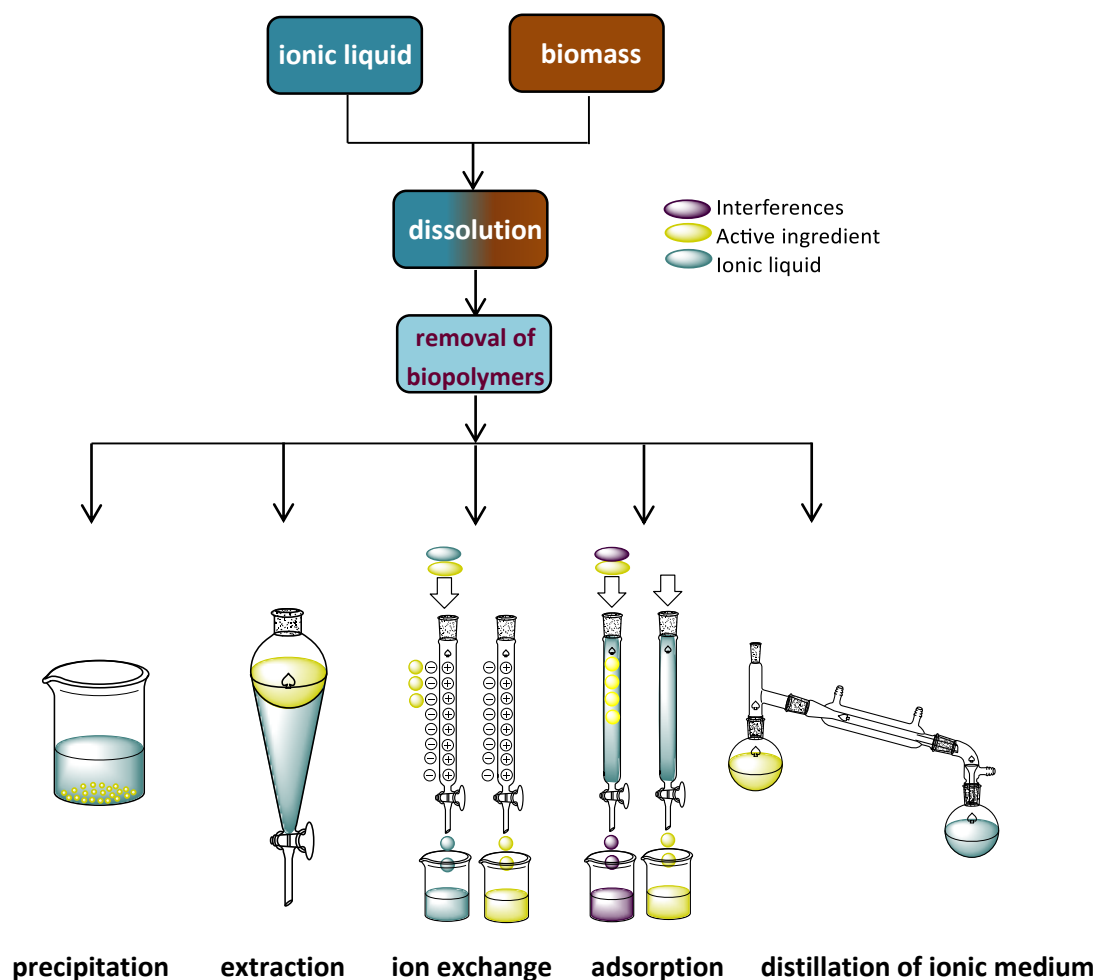 ionic liquid
biomass
dissolution
Interferences
Active ingredient
Ionic liquid
removal of
biopolymers
precipitation
extraction
ion exchange
adsorption
distillation of ionic medium